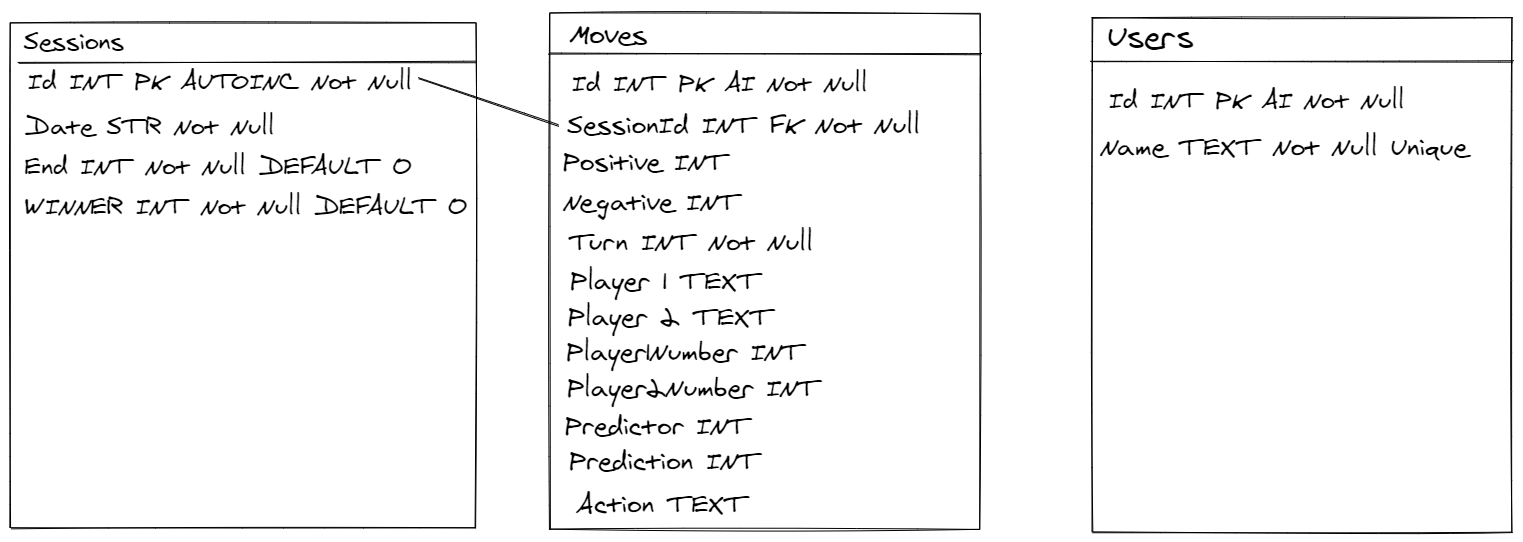 Sessions
Id INT PK AUTOINC Not Null
Date STR Not Null
End INT Not Null DEFAULT 0
WINNER INT Not Null DEFAULT 0
Moves
Id INT PK AI Not Null
SessionId INT FK Not Null
Positive INT
Negative INT
Turn INT Not Null
Player 1 TEXT
Player 2 TEXT
Player1Number INT
Player2Number INT
Predictor INT
Prediction INT
Action TEXT
Users
Id INT PK AI Not Null
Name TEXT Not Null Unique